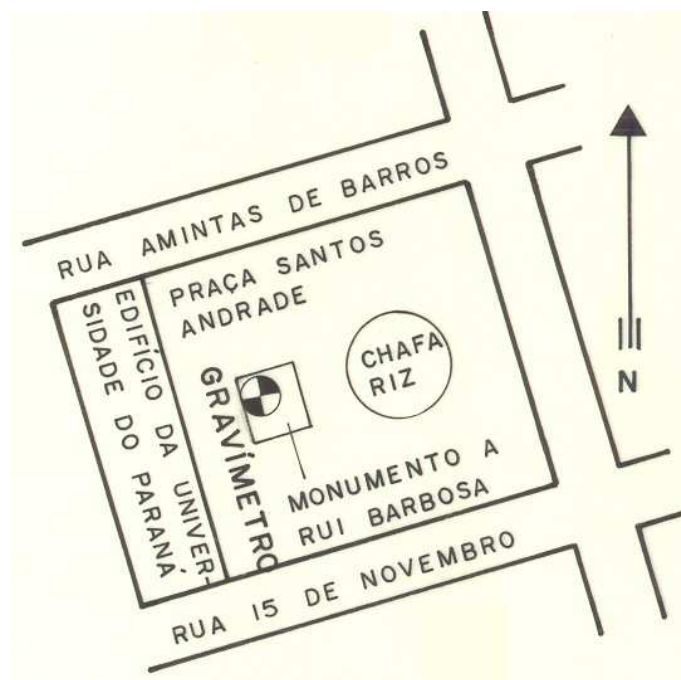 RUA AMINTAS DE BARROS
PRAÇA SANTOS
ANDRADE
EDIFÍCIO DA UNIVER-
SIDADE DO PARANÁ
GRAVÍMETRO
CHAFA
RIZ
MONUMENTO A
RUI BARBOSA
RUA 15 DE NOVEMBRO
N